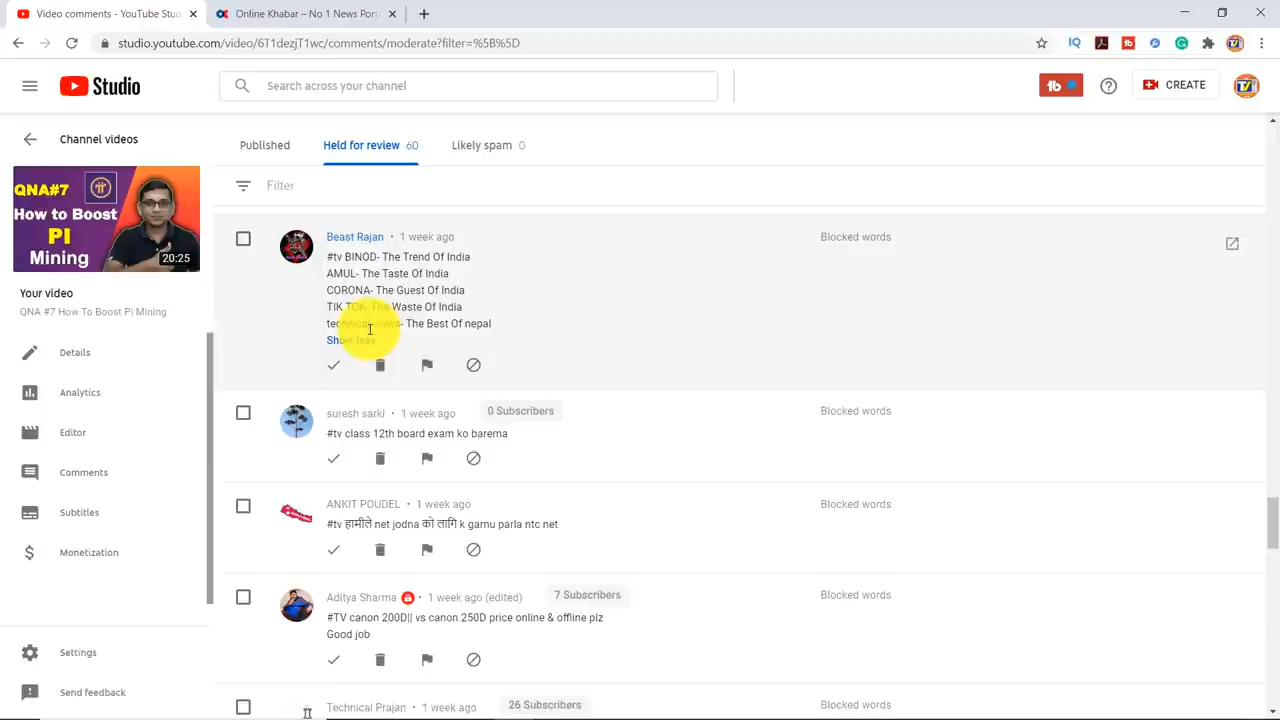 Video comments - YouTube Stu
Online Khabar – No 1 News Port
studio.youtube.com/video/6T1dezjT1wc/comments/moderate?filter=%5B%5D
Studio
Search across your channel
CREATE
Channel videos
Published
Held for review 60
Likely spam 0
Filter
QNA#7
How to Boost
PI
Mining
20:25
Your video
QNA #7 How To Boost Pi Mining
Details
Analytics
Editor
Comments
Subtitles
Monetization
Settings
Send feedback
Beast Rajan • 1 week ago
Blocked words
#tv BINOD- The Trend Of India
AMUL- The Taste Of India
CORONA- The Guest Of India
TIK TOK- The Waste Of India
technical - The Best Of nepal
Show less
suresh sarki • 1 week ago
0 Subscribers
Blocked words
#tv class 12th board exam ko barema
ANKIT POUDEL • 1 week ago
Blocked words
#tv हामीले net jodna को लागि k garnu parla ntc net
Aditya Sharma • 1 week ago (edited)
7 Subscribers
Blocked words
#TV canon 200D|| vs canon 250D price online & offline plz
Good job
Technical Prajan • 1 week ago
26 Subscribers
Blocked words